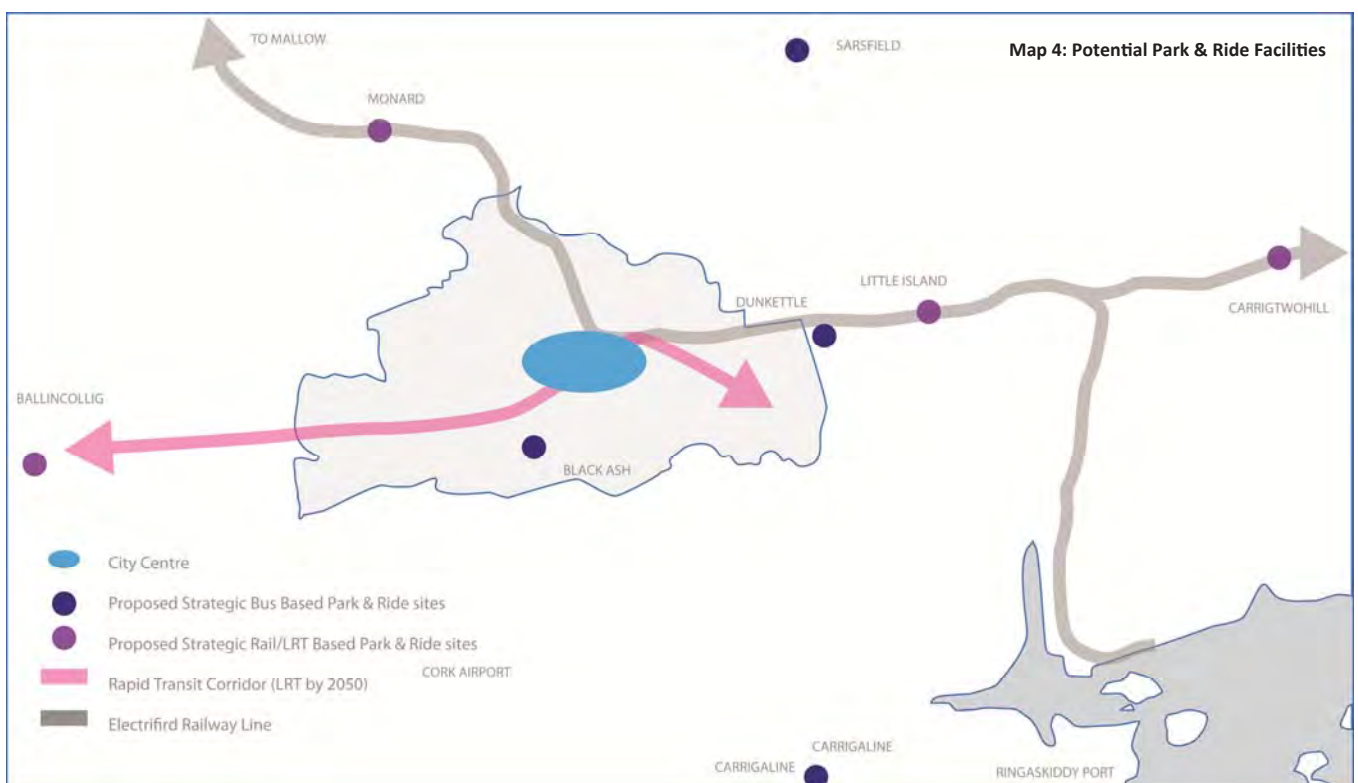 TO MALLOW
SARSFIELD
Map 4: Potential Park & Ride Facilities
MONARD
DUNKETTLE
LITTLE ISLAND
CARRIGTWOHILL
BALLINCOLLIG
BLACK ASH
City Centre
Proposed Strategic Bus Based Park & Ride sites
Proposed Strategic Rail/LRT Based Park & Ride sites
CORK AIRPORT
Rapid Transit Corridor (LRT by 2050)
Electrifird Railway Line
CARRIGALINE
CARRIGALINE
RINGASKIDDY PORT